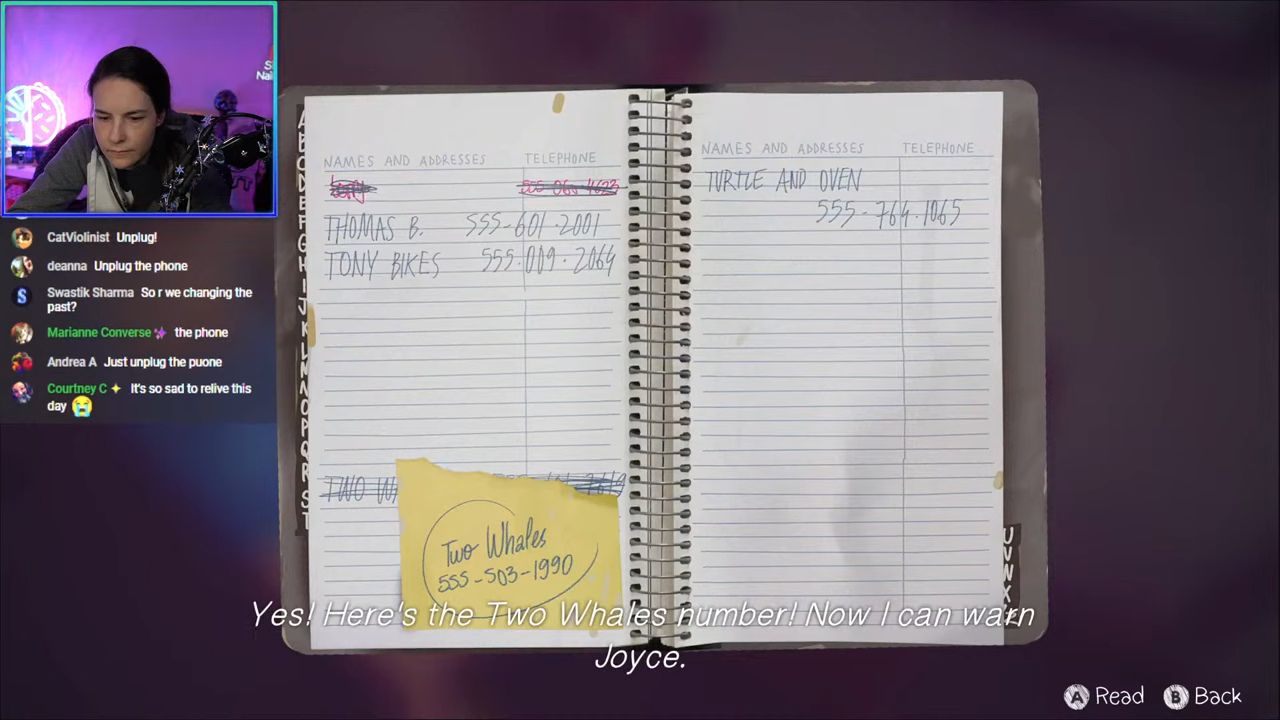 CatViolinist Unplug!
deanna Unplug the phone
Swastik Sharma So r we changing the
past?
Marianne Converse the phone
Andrea A Just unplug the puone
Courtney C It's so sad to relive this
day
A
B
C
D
E
F
G
H
I
J
K
L
M
N
O
P
Q
R
S
T
NAMES AND ADDRESSES TELEPHONE
THOMAS B. 555-601-2001
TONY BIKES 555-009-2064
TWO
Two Whales
555-503-1990
NAMES AND ADDRESSES TELEPHONE
TURTLE AND OVEN
555-764-1065
U
V
W
X
Yes! Here's the Two Whales number! Now I can warn
Joyce.
A Read B Back